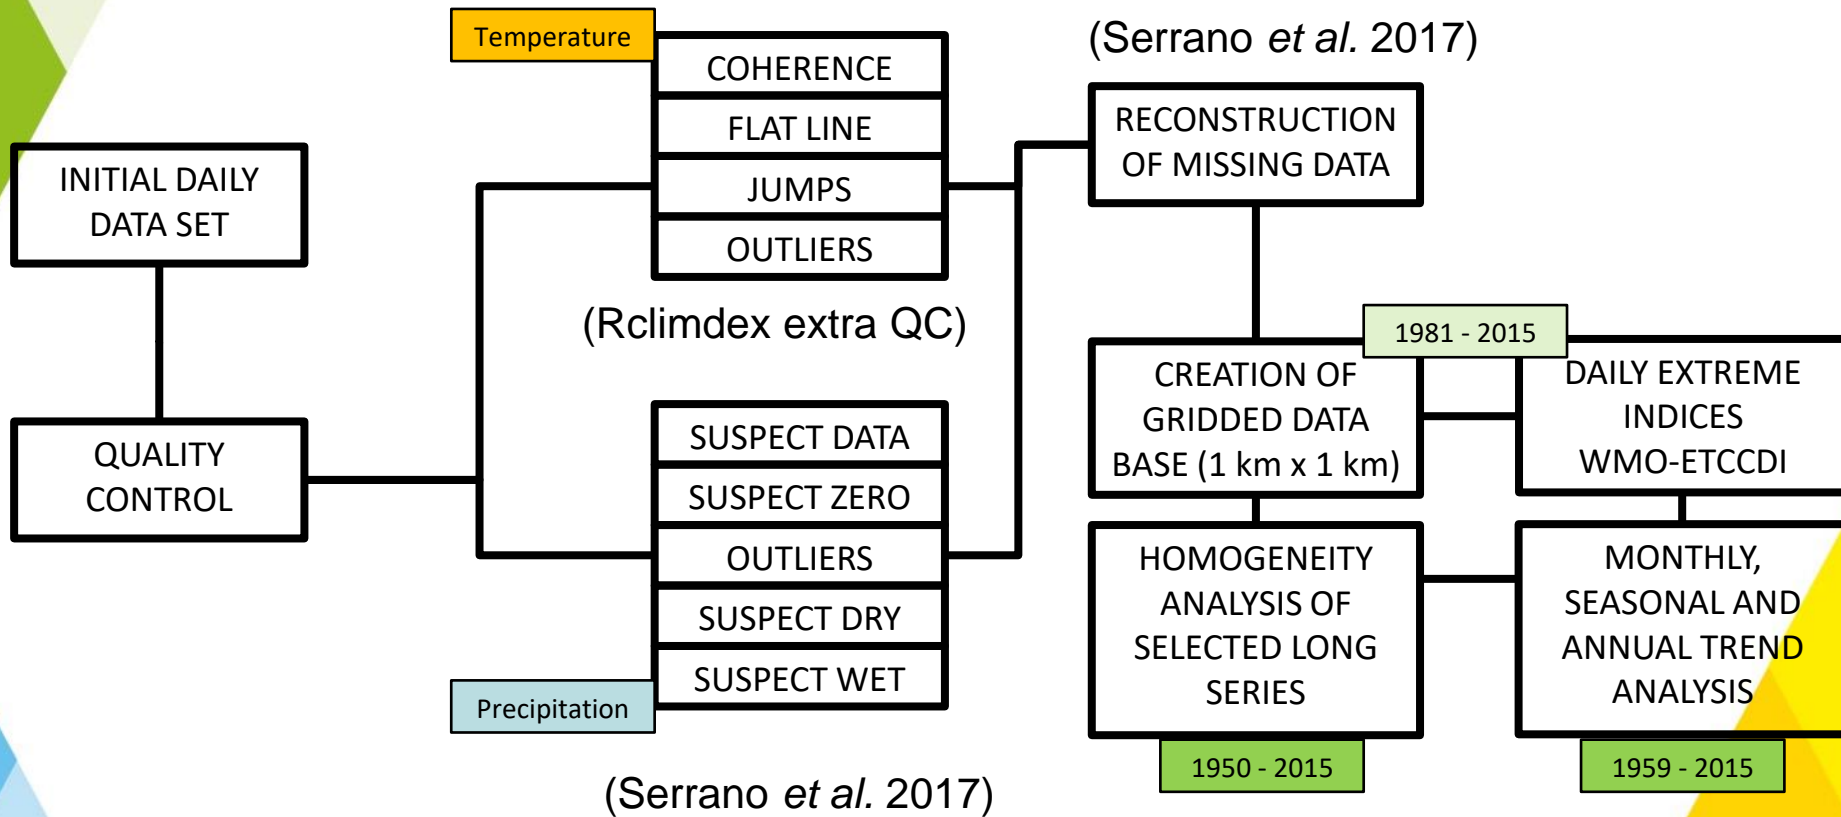 INITIAL DAILY
DATA SET
QUALITY
CONTROL
Temperature
COHERENCE
FLAT LINE
JUMPS
OUTLIERS
(Rclimdex extra QC)
SUSPECT DATA
SUSPECT ZERO
OUTLIERS
SUSPECT DRY
SUSPECT WET
Precipitation
(Serrano et al. 2017)
(Serrano et al. 2017)
RECONSTRUCTION
OF MISSING DATA
1981 - 2015
CREATION OF
GRIDDED DATA
BASE (1 km x 1 km)
DAILY EXTREME
INDICES
WMO-ETCCDI
HOMOGENEITY
ANALYSIS OF
SELECTED LONG
SERIES
1950 - 2015
MONTHLY,
SEASONAL AND
ANNUAL TREND
ANALYSIS
1959 - 2015